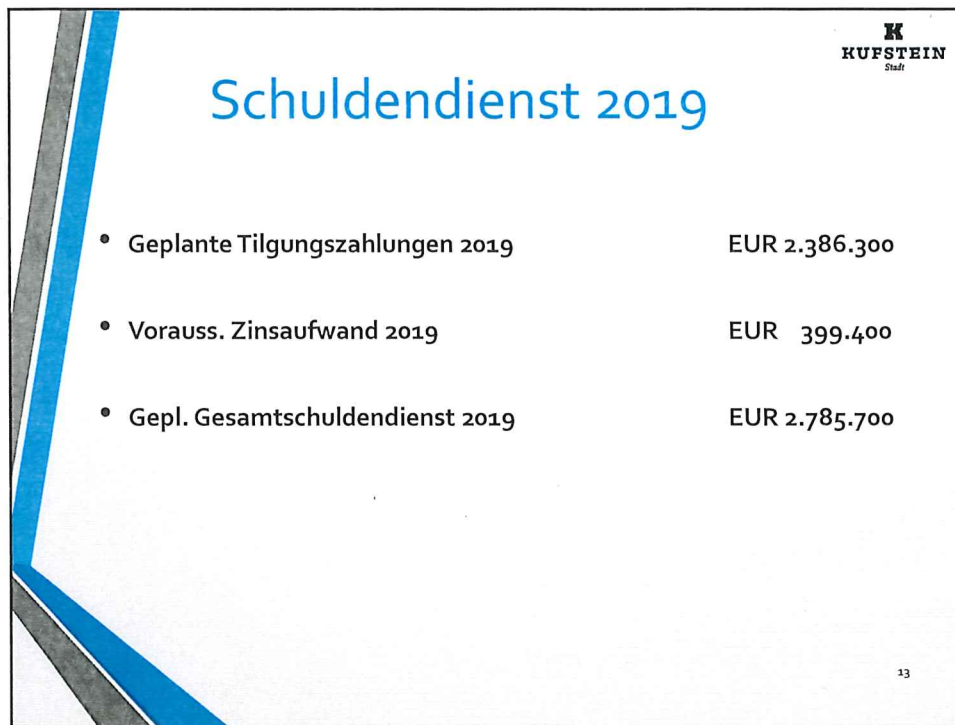 K
KUFSTEIN
Stadt
Schuldendienst 2019
• Geplante Tilgungszahlungen 2019 EUR 2.386.300
• Vorauss. Zinsaufwand 2019 EUR 399.400
• Gepl. Gesamtschuldendienst 2019 EUR 2.785.700
13